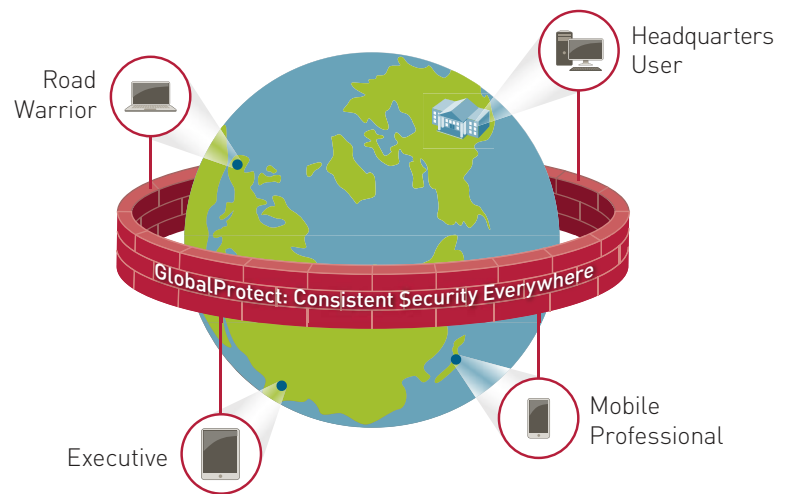 Headquarters
User
Road
Warrior
GlobalProtect: Consistent Security Everywhere
Mobile
Professional
Executive